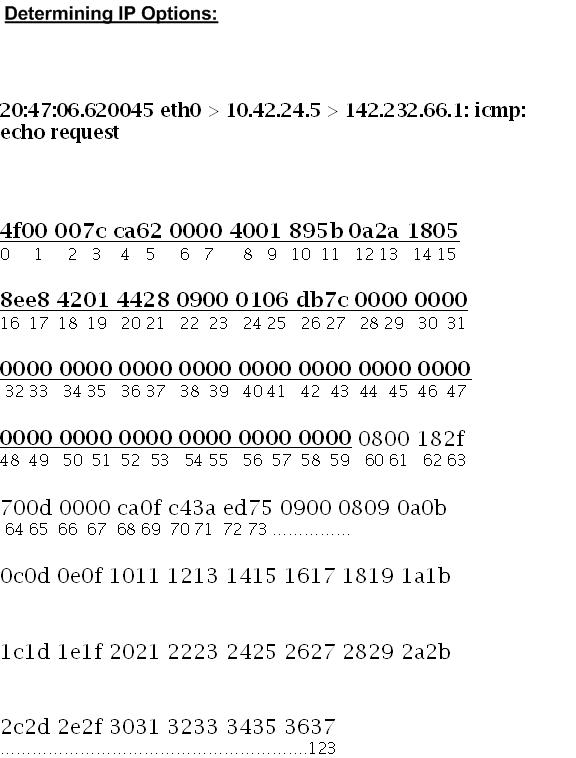 Determining IP Options:
20:47:06.620045 eth0 > 10.42.24.5 > 142.232.66.1: icmp:
echo request
4f00 007c ca62 0000 4001 895b 0a2a 1805
0 1 2 3 4 5 6 7 8 9 10 11 12 13 14 15
8ee8 4201 4428 0900 0106 db7c 0000 0000
16 17 18 19 20 21 22 23 24 25 26 27 28 29 30 31
0000 0000 0000 0000 0000 0000 0000 0000
32 33 34 35 36 37 38 39 40 41 42 43 44 45 46 47
0000 0000 0000 0000 0000 0000 0800 182f
48 49 50 51 52 53 54 55 56 57 58 59 60 61 62 63
700d 0000 ca0f c43a ed75 0900 0809 0a0b
64 65 66 67 68 69 70 71 72 73 ...............
0c0d 0e0f 1011 1213 1415 1617 1819 1a1b
1c1d 1e1f 2021 2223 2425 2627 2829 2a2b
2c2d 2e2f 3031 3233 3435 3637
..........................................................123